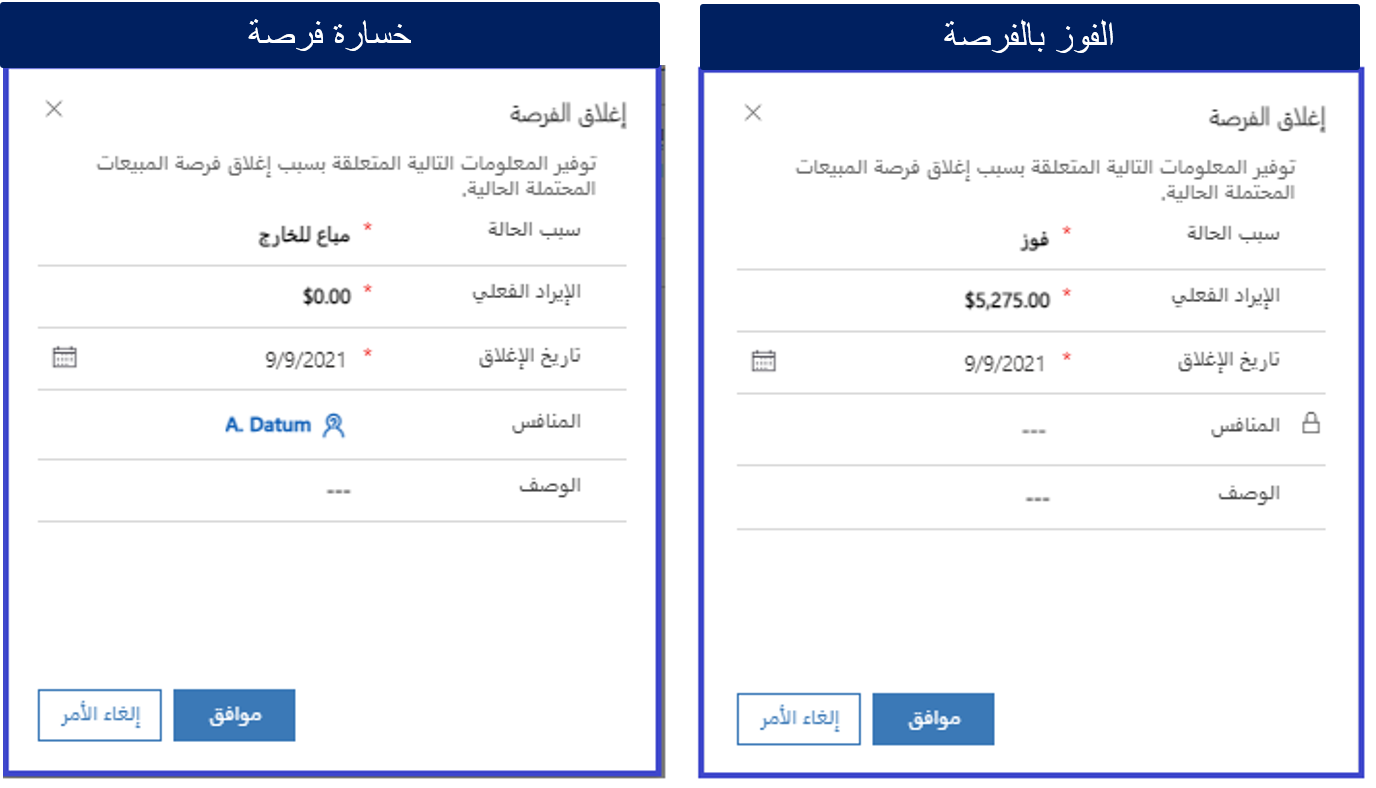 الفوز بالفرصة
إغلاق الفرصة
توفير المعلومات التالية المتعلقة بسبب إغلاق فرصة المبيعات
المحتملة الحالية.
سبب الحالة * فوز
الإيراد الفعلي * $5,275.00
تاريخ الإغلاق * 9/9/2021
المنافس ---
الوصف ---
موافق إلغاء الأمر
خسارة فرصة
إغلاق الفرصة
توفير المعلومات التالية المتعلقة بسبب إغلاق فرصة المبيعات
المحتملة الحالية.
سبب الحالة * مباع للخارج
الإيراد الفعلي * $0.00
تاريخ الإغلاق * 9/9/2021
المنافس A. Datum
الوصف ---
موافق إلغاء الأمر